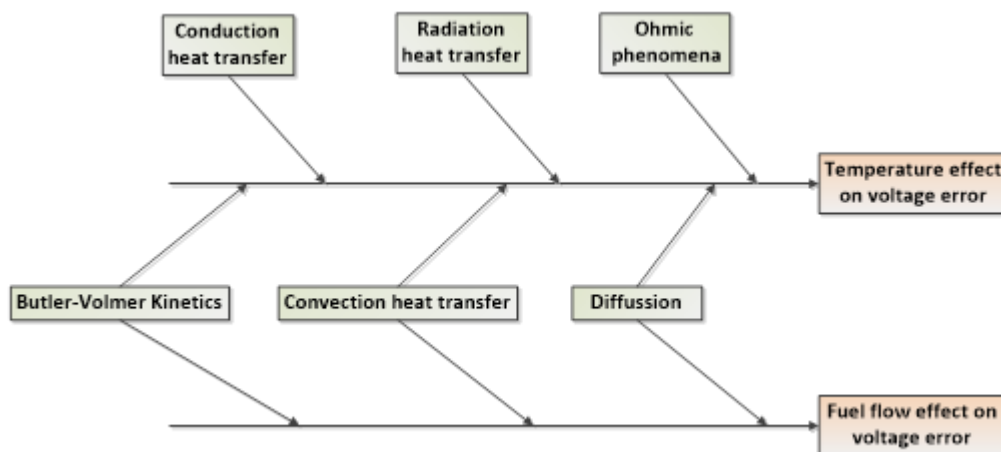 Conduction
heat transfer
Radiation
heat transfer
Ohmic
phenomena
Temperature effect
on voltage error
Butler-Volmer Kinetics
Convection heat transfer
Diffussion
Fuel flow effect on
voltage error